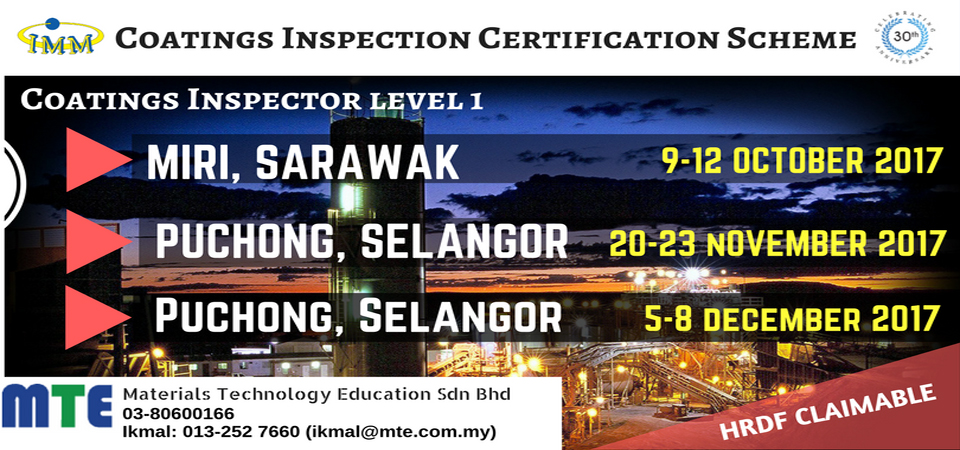 IMM
Coatings Inspection Certification Scheme
CELEBRATING
30th
ANNIVERSARY
Coatings Inspector level 1
MIRI, SARAWAK 9-12 OCTOBER 2017
PUCHONG, SELANGOR 20-23 NOVEMBER 2017
Puchong, Selangor 5-8 DECEMBER 2017
MTE
Materials Technology Education Sdn Bhd
03-80600166
Ikmal: 013-252 7660 (ikmal@mte.com.my)
HRDF CLAIMABLE